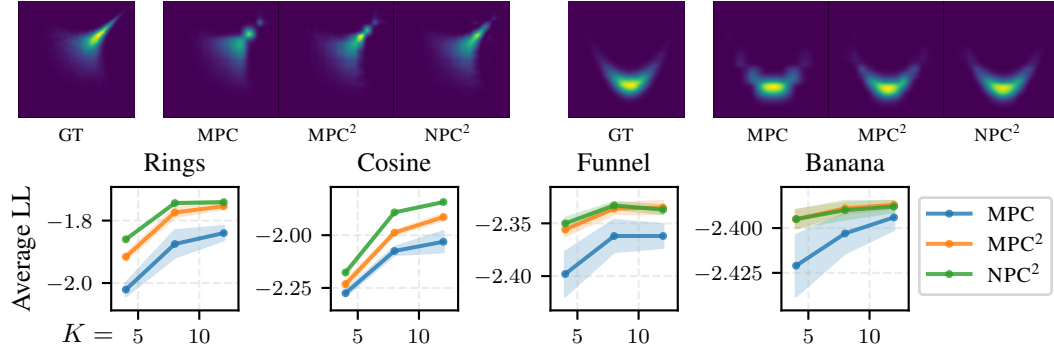 GT MPC MPC² NPC² GT MPC MPC² NPC²
Rings Cosine Funnel Banana
Average LL
−1.8
−2.0
−2.00
−2.25
−2.35
−2.40
−2.400
−2.425
MPC
MPC²
NPC²
K = 5 10 5 10 5 10 5 10